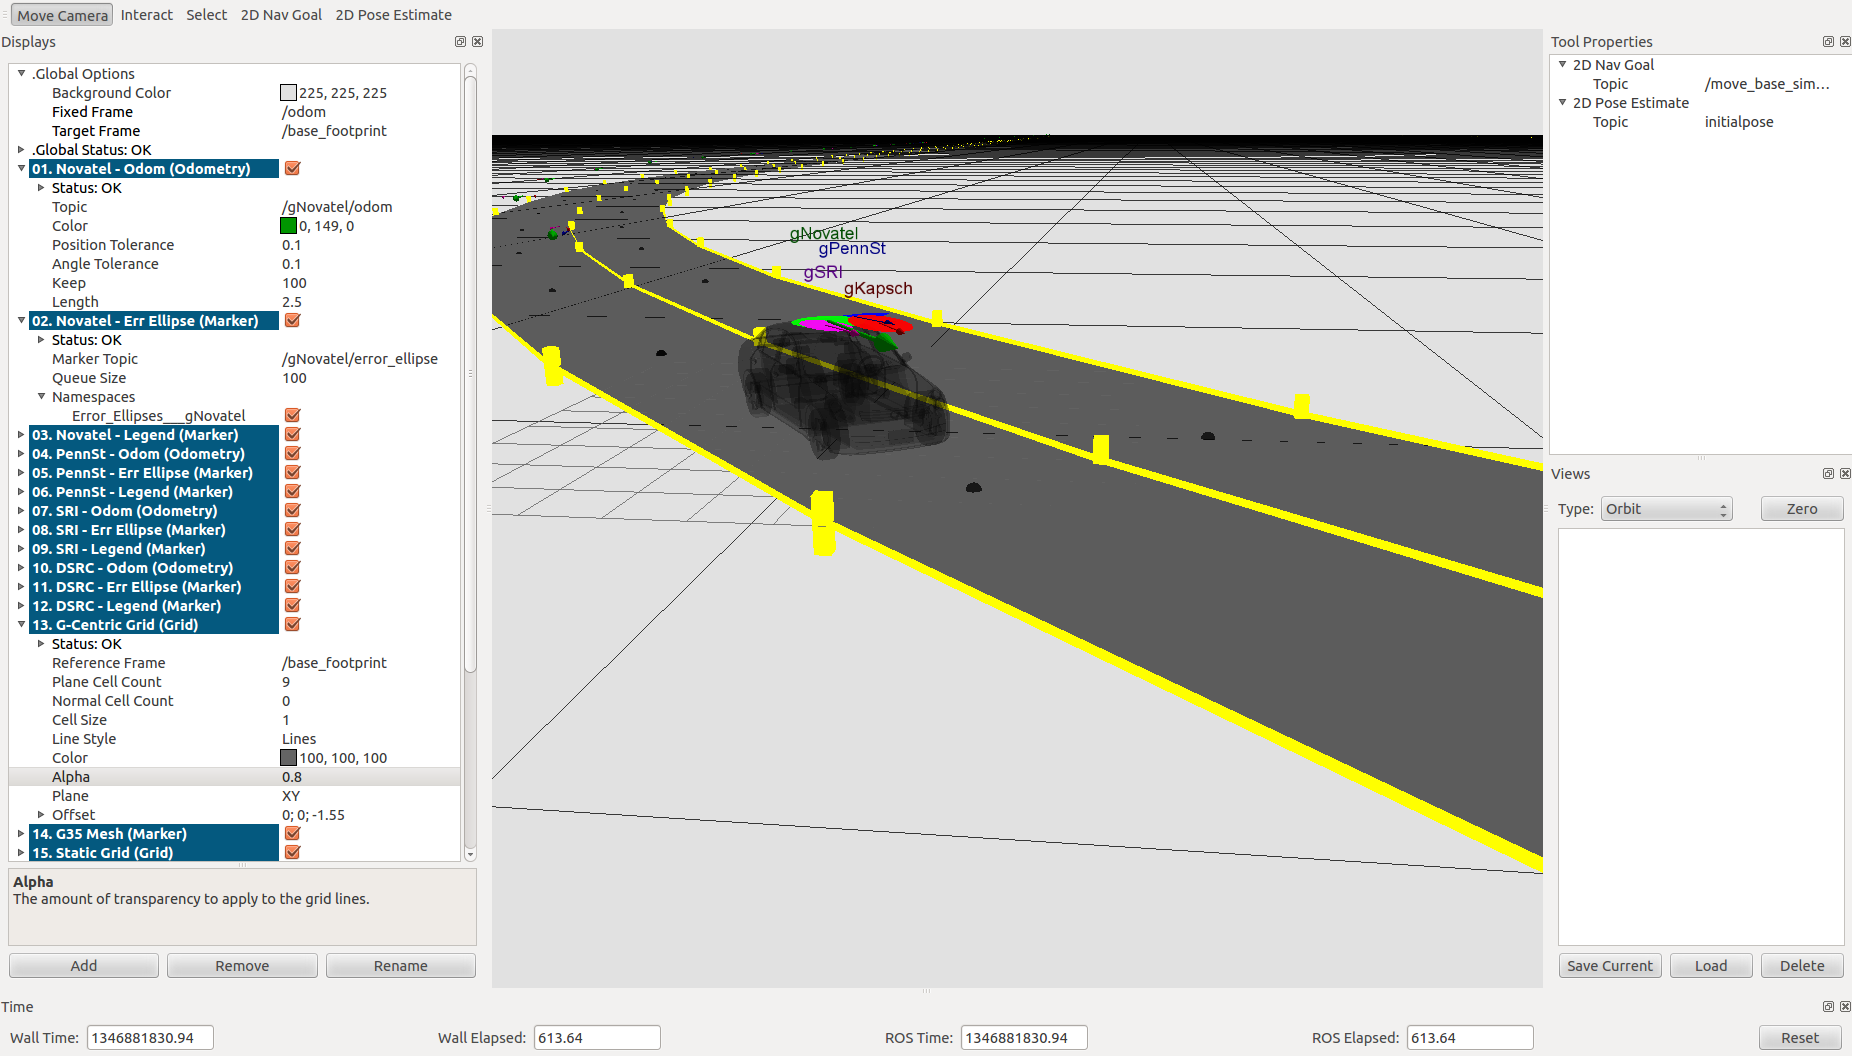 Move Camera Interact Select 2D Nav Goal 2D Pose Estimate
Displays
.Global Options
Background Color 225, 225, 225
Fixed Frame /odom
Target Frame /base_footprint
.Global Status: OK
01. Novatel - Odom (Odometry)
Status: OK
Topic /gNovatel/odom
Color 0, 149, 0
Position Tolerance 0.1
Angle Tolerance 0.1
Keep 100
Length 2.5
02. Novatel - Err Ellipse (Marker)
Status: OK
Marker Topic /gNovatel/error_ellipse
Queue Size 100
Namespaces
Error_Ellipses___gNovatel
03. Novatel - Legend (Marker)
04. PennSt - Odom (Odometry)
05. PennSt - Err Ellipse (Marker)
06. PennSt - Legend (Marker)
07. SRI - Odom (Odometry)
08. SRI - Err Ellipse (Marker)
09. SRI - Legend (Marker)
10. DSRC - Odom (Odometry)
11. DSRC - Err Ellipse (Marker)
12. DSRC - Legend (Marker)
13. G-Centric Grid (Grid)
Status: OK
Reference Frame /base_footprint
Plane Cell Count 9
Normal Cell Count 0
Cell Size 1
Line Style Lines
Color 100, 100, 100
Alpha 0.8
Plane XY
Offset 0; 0; -1.55
14. G35 Mesh (Marker)
15. Static Grid (Grid)
Alpha
The amount of transparency to apply to the grid lines.
Add Remove Rename
gNovatel
gPennSt
gSRI
gKapsch
Tool Properties
2D Nav Goal
Topic /move_base_sim...
2D Pose Estimate
Topic initialpose
Views
Type: Orbit Zero
Save Current Load Delete
Time
Wall Time: 1346881830.94 Wall Elapsed: 613.64 ROS Time: 1346881830.94 ROS Elapsed: 613.64 Reset